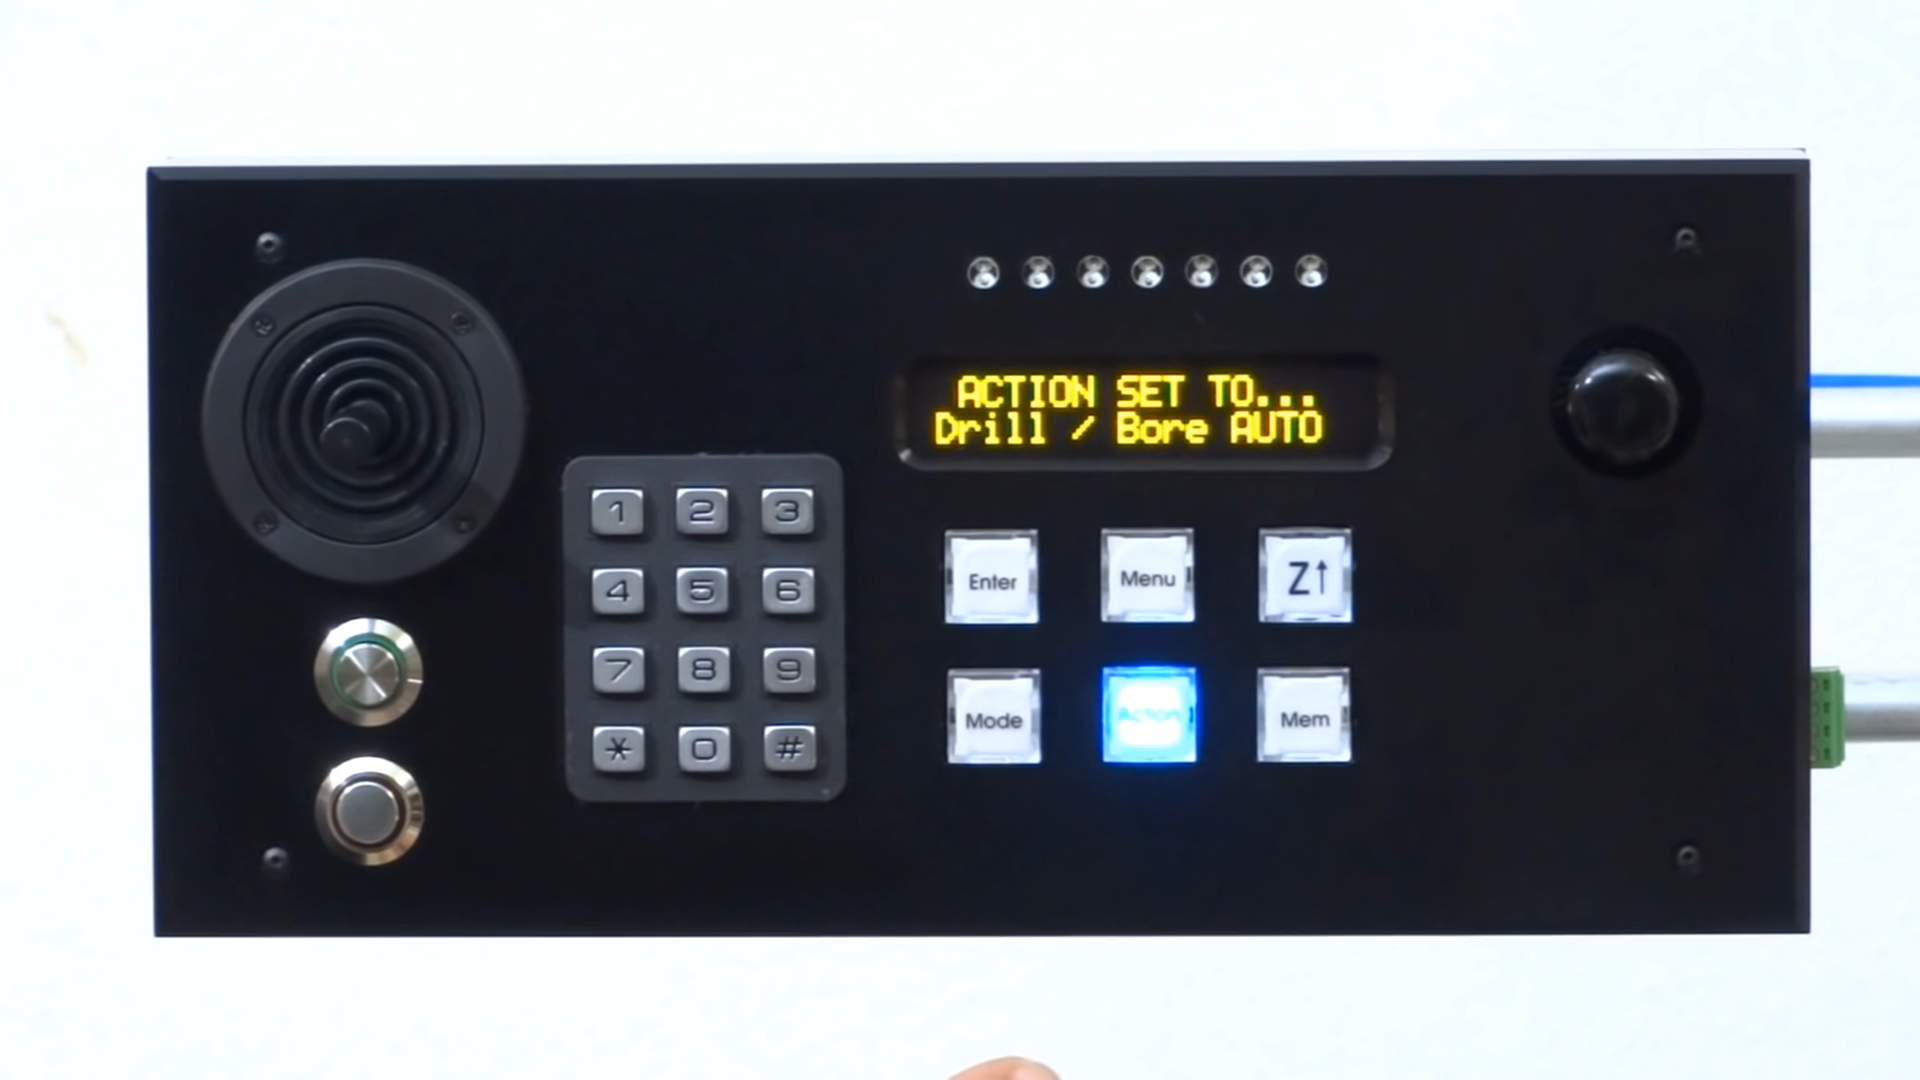 ACTION SET TO...
Drill / Bore AUTO
1 2 3
4 5 6
7 8 9
* 0 #
Enter Menu Z↑
Mode Action Mem